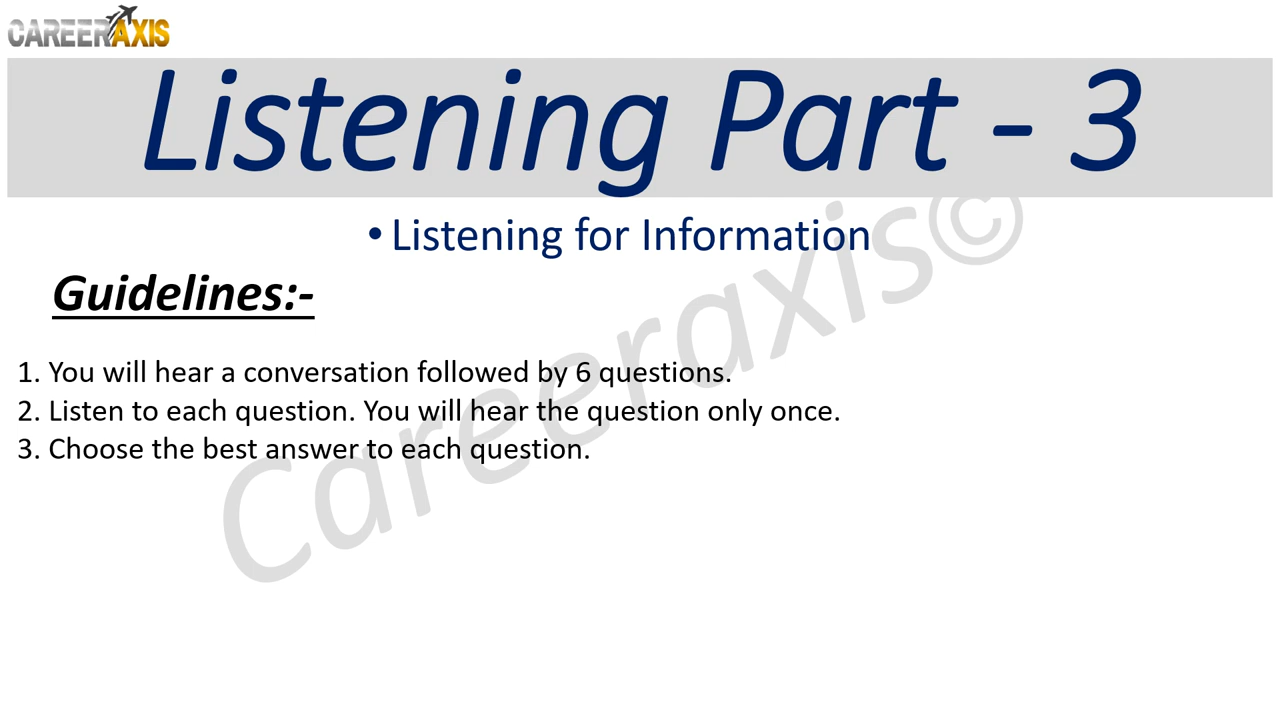 CAREERAXIS
Listening Part - 3
• Listening for Information
Guidelines:-
1. You will hear a conversation followed by 6 questions.
2. Listen to each question. You will hear the question only once.
3. Choose the best answer to each question.
Careeraxis©